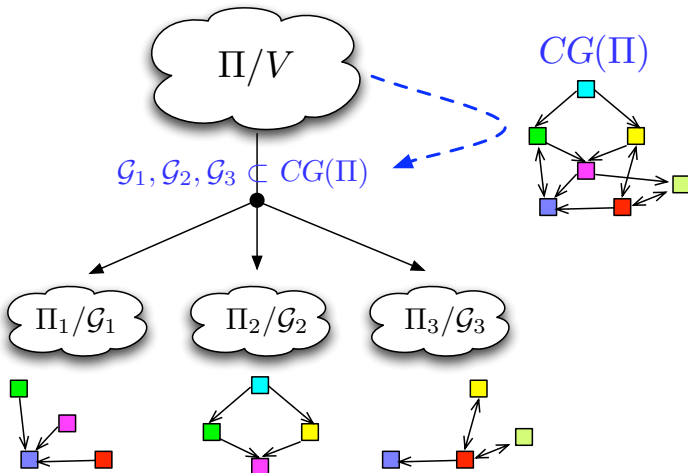 Π/V
CG(Π)
𝒢₁, 𝒢₂, 𝒢₃ ⊂ CG(Π)
Π₁/𝒢₁
Π₂/𝒢₂
Π₃/𝒢₃